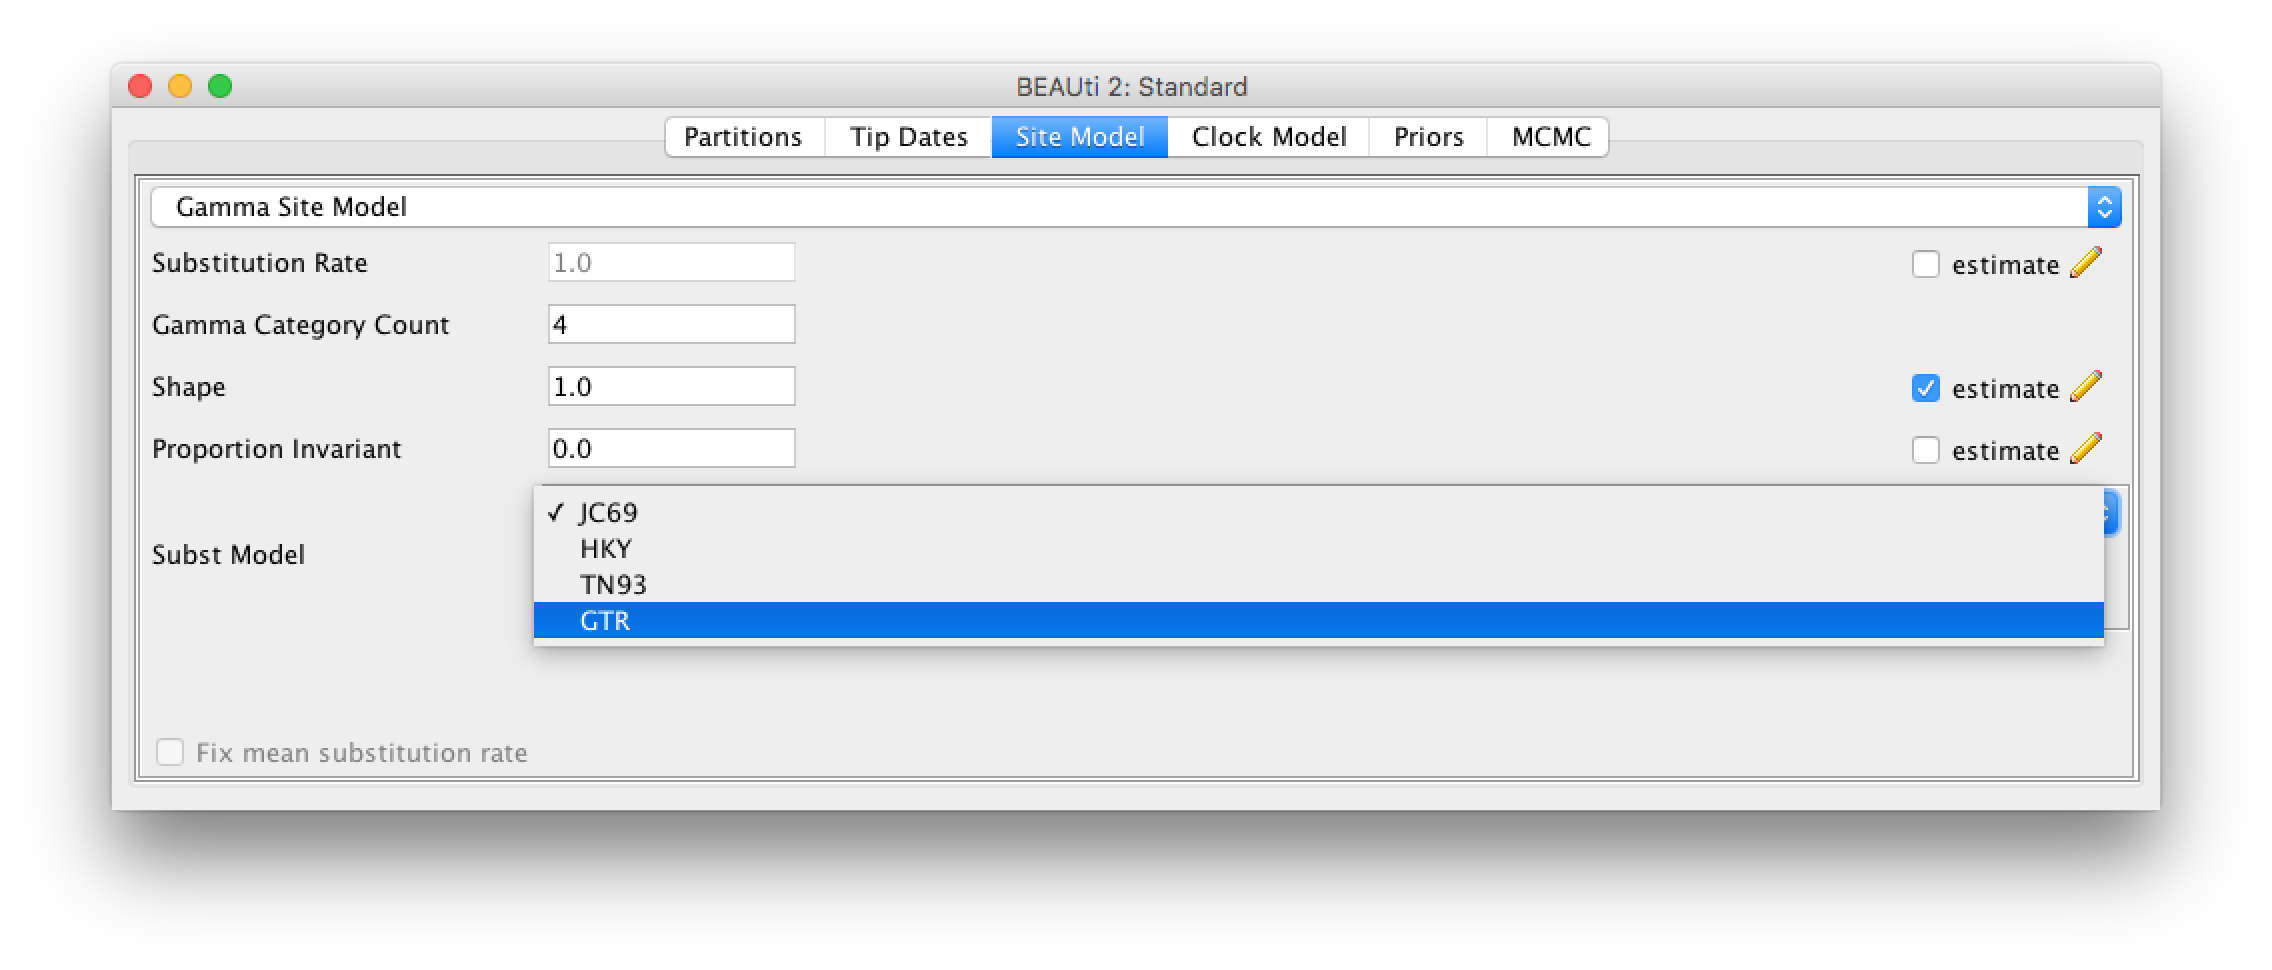 BEAUti 2: Standard
Partitions Tip Dates Site Model Clock Model Priors MCMC
Gamma Site Model
Substitution Rate 1.0 estimate
Gamma Category Count 4
Shape 1.0 estimate
Proportion Invariant 0.0 estimate
✓ JC69
HKY
Subst Model
TN93
GTR
Fix mean substitution rate